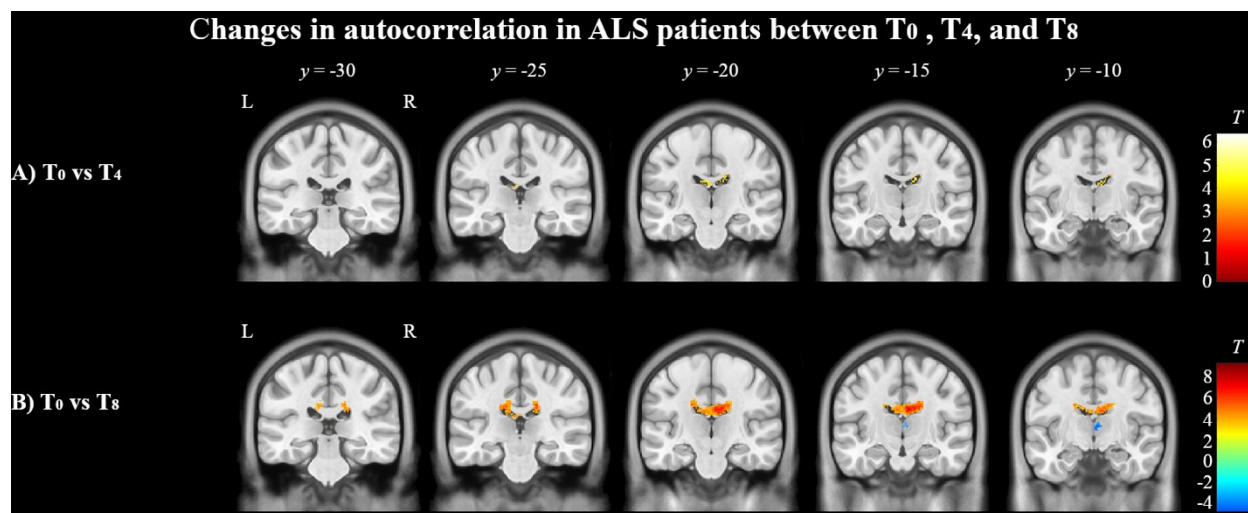 Changes in autocorrelation in ALS patients between T0 , T4, and T8
y = -30 y = -25 y = -20 y = -15 y = -10
L R
T
6
A) T0 vs T4
5
4
3
2
1
0
L R
T
8
B) T0 vs T8
6
4
2
0
-2
-4